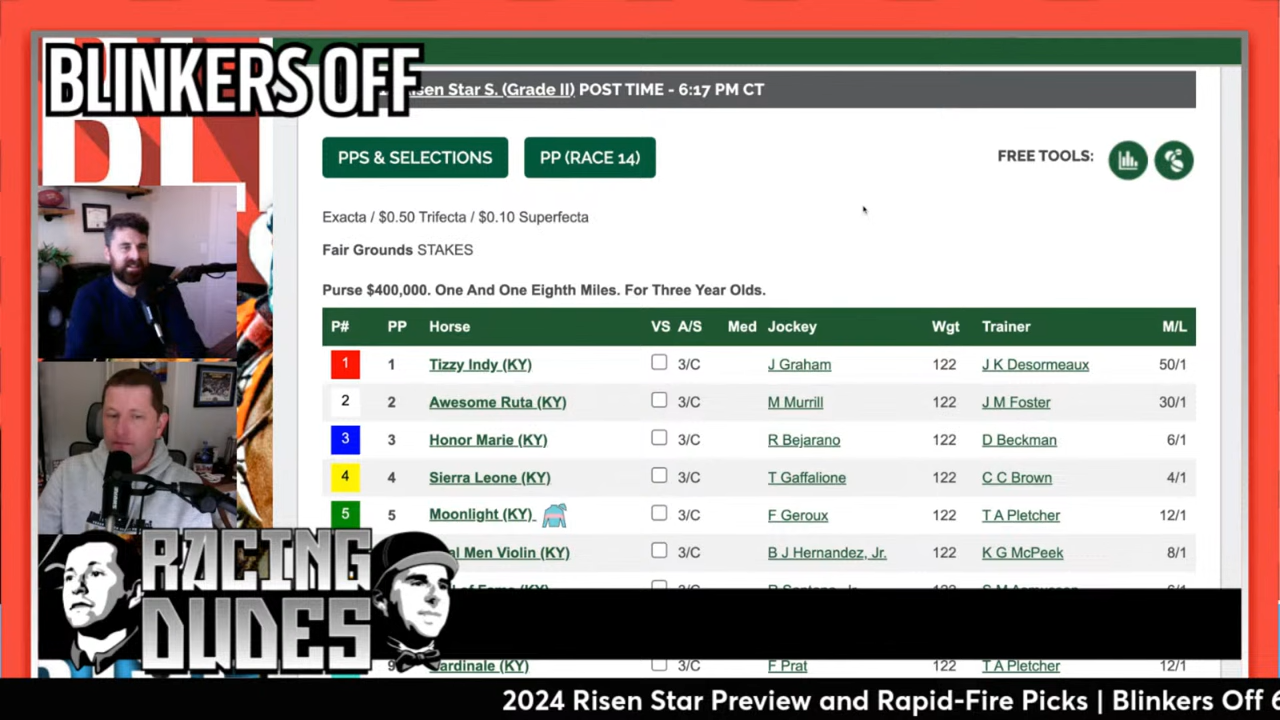 BLINKERS OFF
sen Star S. (Grade II) POST TIME - 6:17 PM CT
PPS & SELECTIONS
PP (RACE 14)
FREE TOOLS:
Exacta / $0.50 Trifecta / $0.10 Superfecta
Fair Grounds STAKES
Purse $400,000. One And One Eighth Miles. For Three Year Olds.
P# PP Horse VS A/S Med Jockey Wgt Trainer M/L
1 1 Tizzy Indy (KY) 3/C J Graham 122 J K Desormeaux 50/1
2 2 Awesome Ruta (KY) 3/C M Murrill 122 J M Foster 30/1
3 3 Honor Marie (KY) 3/C R Bejarano 122 D Beckman 6/1
4 4 Sierra Leone (KY) 3/C T Gaffalione 122 C C Brown 4/1
5 5 Moonlight (KY) 3/C F Geroux 122 T A Pletcher 12/1
al Men Violin (KY) 3/C B J Hernandez, Jr. 122 K G McPeek 8/1
9 ardinale (KY) 3/C F Prat 122 T A Pletcher 12/1
RACING
DUDES
2024 Risen Star Preview and Rapid-Fire Picks | Blinkers Off 6